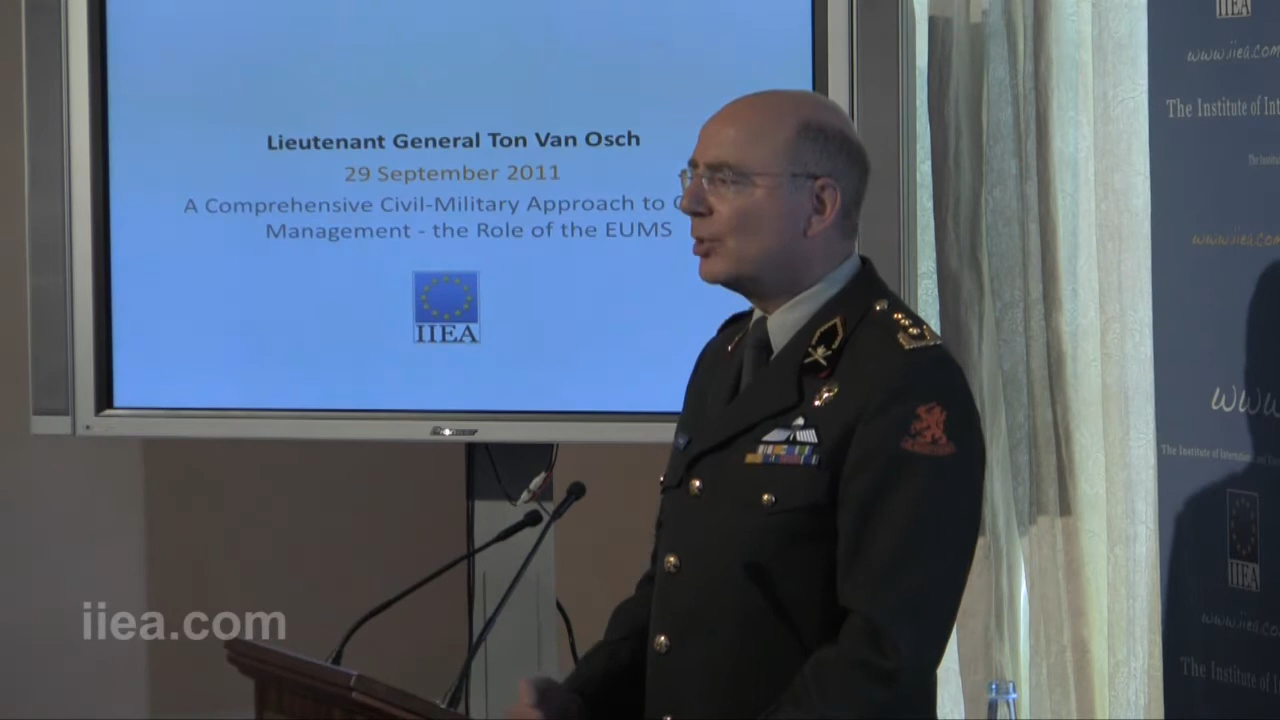 Lieutenant General Ton Van Osch
29 September 2011
A Comprehensive Civil-Military Approach to
Management - the Role of the EUMS
IIEA
iiea.com
IIEA
www.iiea.com
The Institute of Int
www.iiea.com
www
The Institute of International and
IIEA
www.iiea.com
The Institute of I